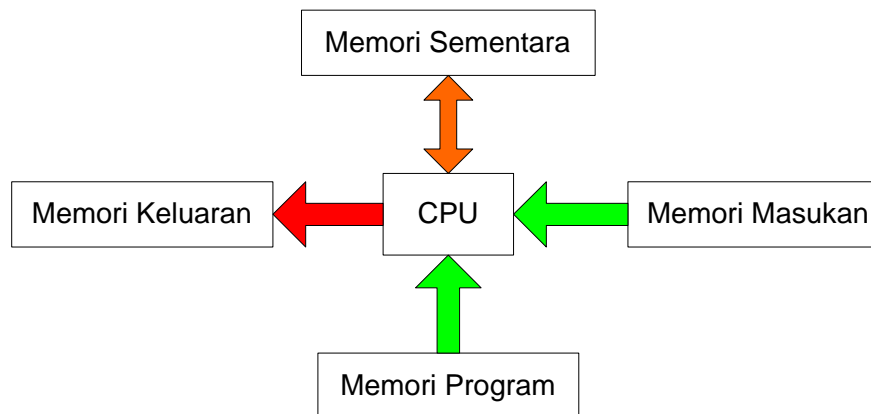 Memori Sementara
Memori Keluaran
CPU
Memori Masukan
Memori Program